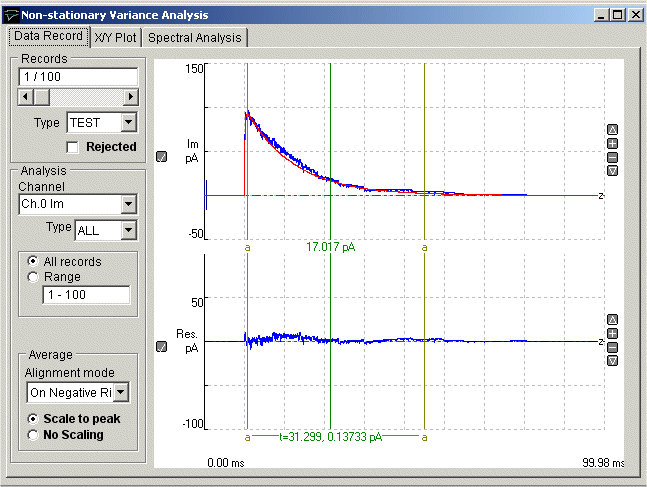 Non-stationary Variance Analysis
Data Record X/Y Plot Spectral Analysis
Records
1 / 100
Type TEST
Rejected
Analysis
Channel
Ch.0 Im
Type ALL
All records
Range
1 - 100
Average
Alignment mode
On Negative Ri
Scale to peak
No Scaling
150
Im
pA
z
-50
a 17.017 pA a
50
Res.
pA
z
-100
a t=31.299, 0.13733 pA a
0.00 ms 99.98 ms